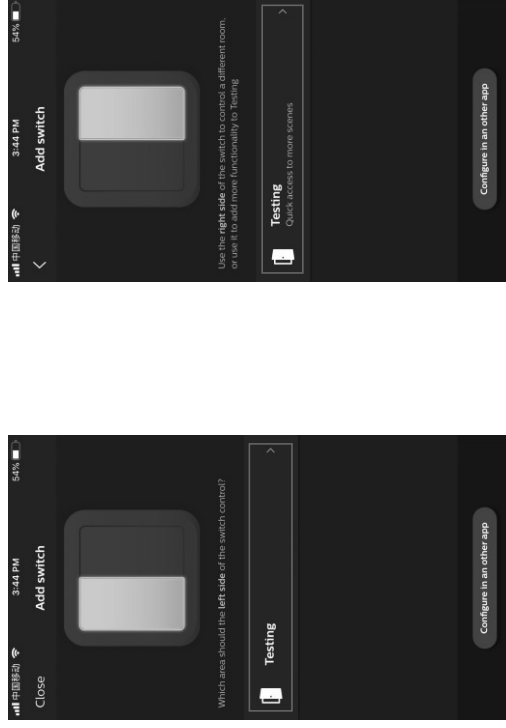 中国移动 3:44 PM 54%
Close Add switch
Which area should the left side of the switch control?
Testing
Configure in an other app
中国移动 3:44 PM 54%
Add switch
Use the right side of the switch to control a different room,
or use it to add more functionality to Testing
Testing
Quick access to more scenes
Configure in an other app